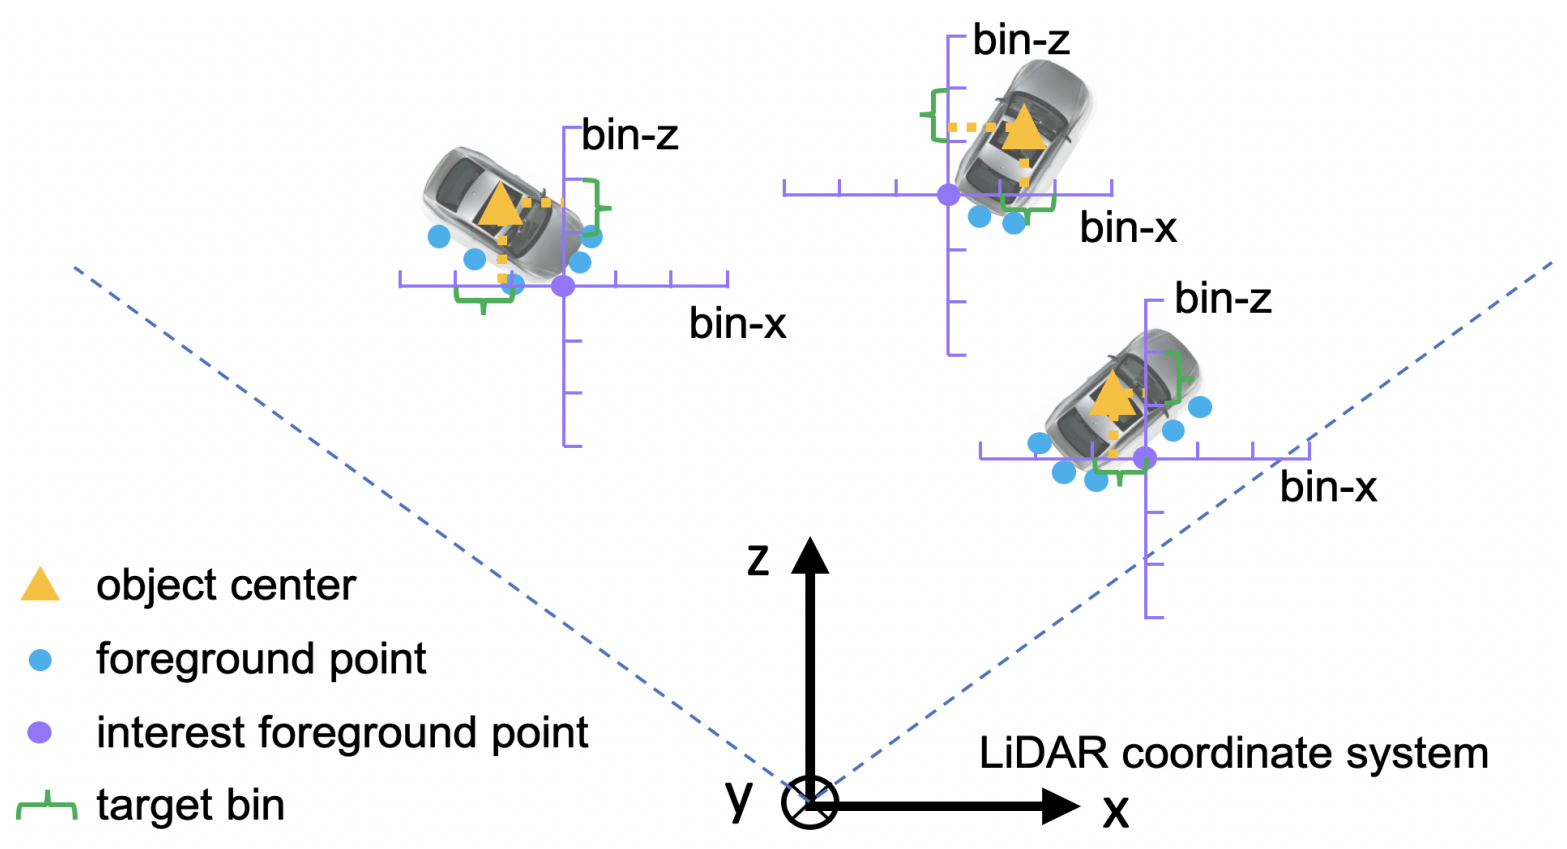 bin-z
bin-z
bin-x
bin-z
bin-x
bin-x
z
object center
foreground point
interest foreground point
LiDAR coordinate system
target bin
y
x